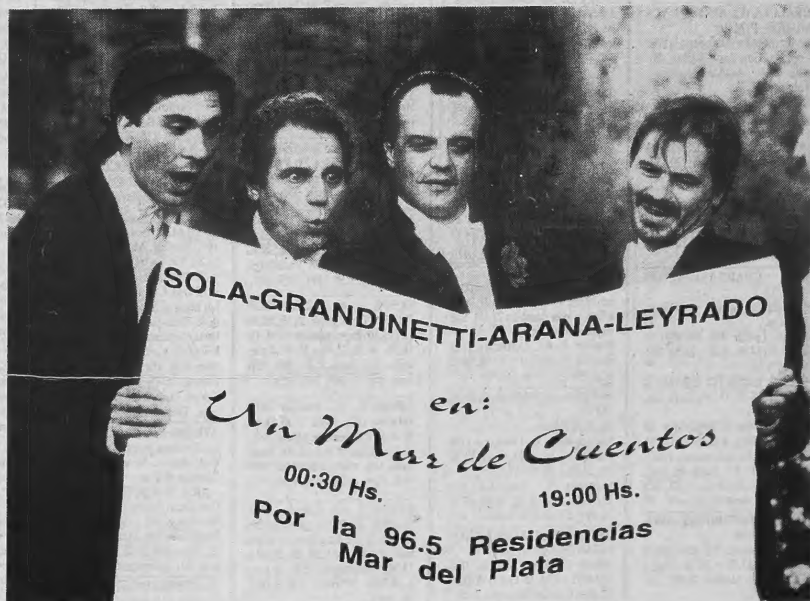 SOLA-GRANDINETTI-ARANA-LEYRADO
en:
Un Mar de Cuentos
00:30 Hs. 19:00 Hs.
Por la 96.5 Residencias
Mar del Plata